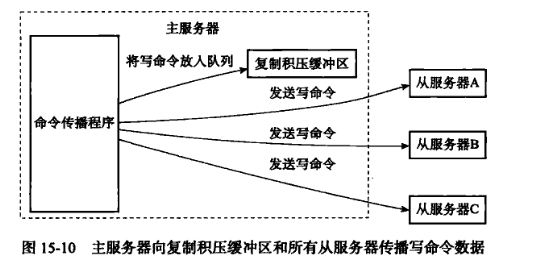 主服务器
将写命令放入队列
复制积压缓冲区
命令传播程序
发送写命令
从服务器A
发送写命令
从服务器B
发送写命令
从服务器C
图 15-10 主服务器向复制积压缓冲区和所有从服务器传播写命令数据